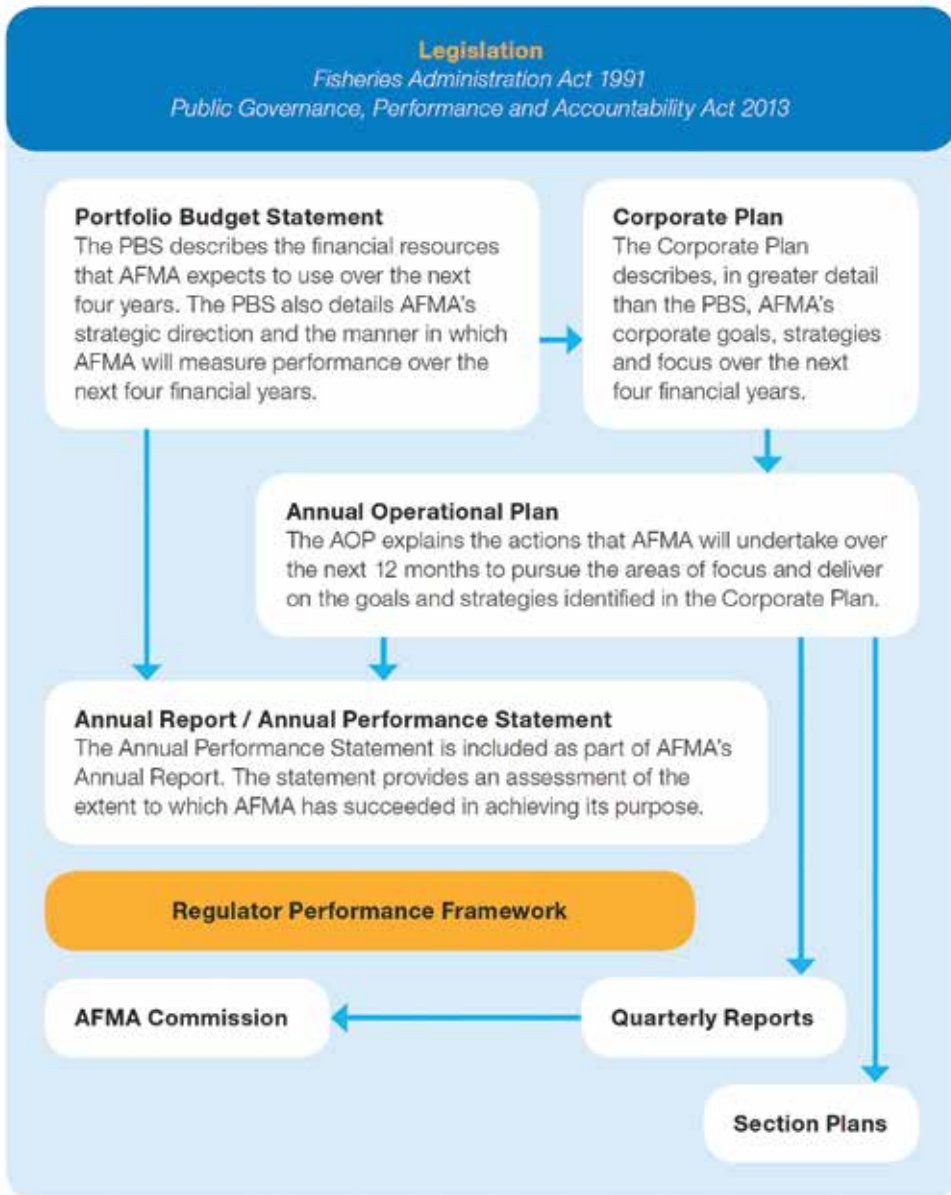 Legislation
Fisheries Administration Act 1991
Public Governance, Performance and Accountability Act 2013
Portfolio Budget Statement
The PBS describes the financial resources
that AFMA expects to use over the next
four years. The PBS also details AFMA's
strategic direction and the manner in which
AFMA will measure performance over the
next four financial years.
Corporate Plan
The Corporate Plan
describes, in greater detail
than the PBS, AFMA's
corporate goals, strategies
and focus over the next
four financial years.
Annual Operational Plan
The AOP explains the actions that AFMA will undertake over
the next 12 months to pursue the areas of focus and deliver
on the goals and strategies identified in the Corporate Plan.
Annual Report / Annual Performance Statement
The Annual Performance Statement is included as part of AFMA's
Annual Report. The statement provides an assessment of the
extent to which AFMA has succeeded in achieving its purpose.
Regulator Performance Framework
AFMA Commission
Quarterly Reports
Section Plans